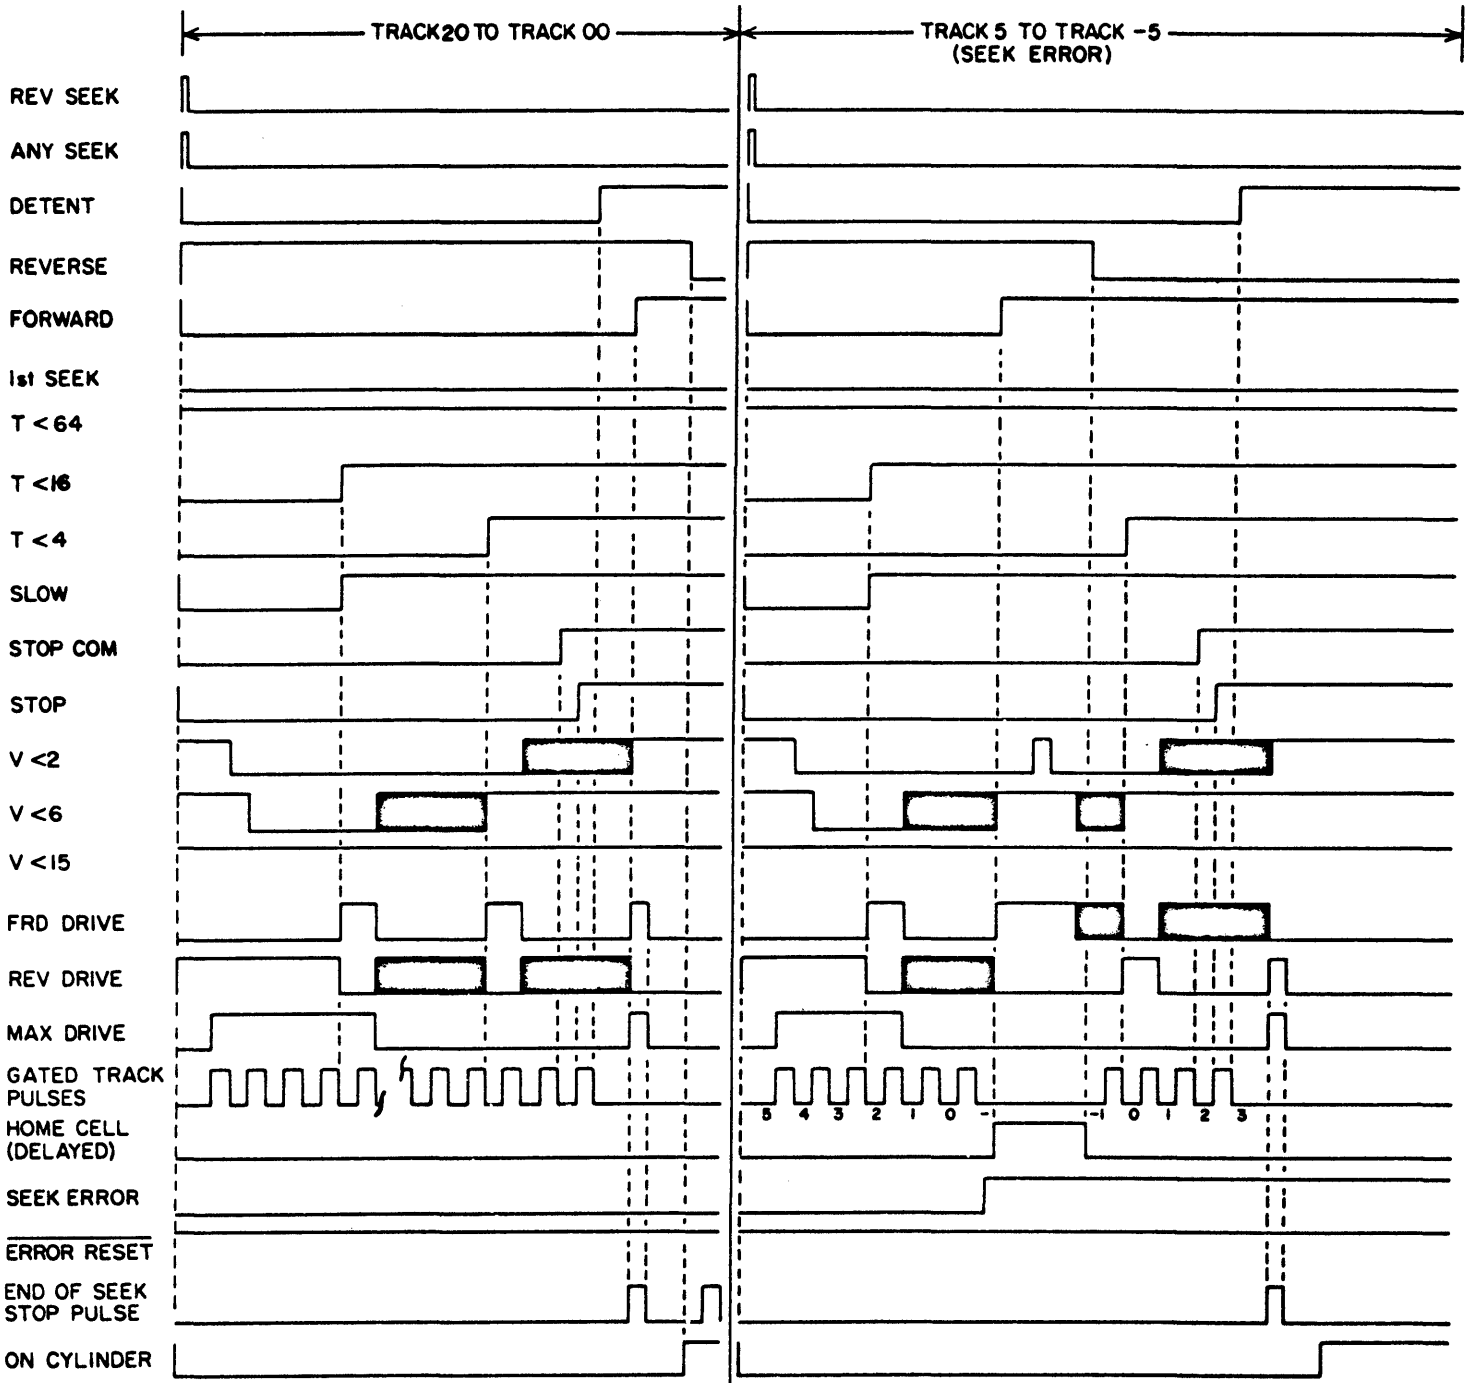 TRACK 20 TO TRACK 00
TRACK 5 TO TRACK -5
(SEEK ERROR)
REV SEEK
ANY SEEK
DETENT
REVERSE
FORWARD
1st SEEK
T < 64
T < 16
T < 4
SLOW
STOP COM
STOP
V < 2
V < 6
V < 15
FRD DRIVE
REV DRIVE
MAX DRIVE
GATED TRACK
PULSES
5 4 3 2 1 0 - -1 0 1 2 3
HOME CELL
(DELAYED)
SEEK ERROR
ERROR RESET
END OF SEEK
STOP PULSE
ON CYLINDER